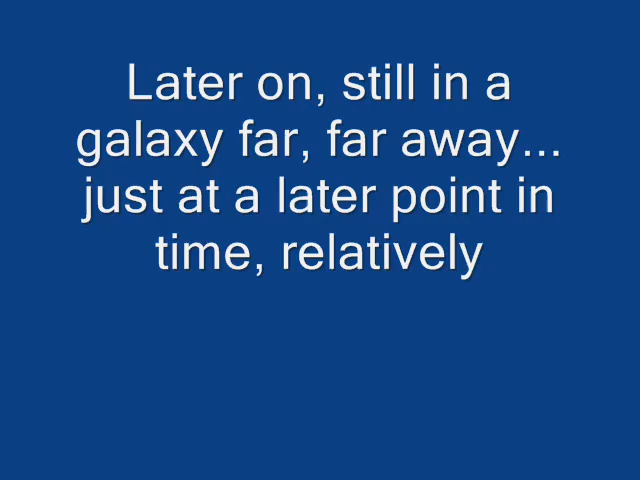 Later on, still in a
galaxy far, far away...
just at a later point in
time, relatively